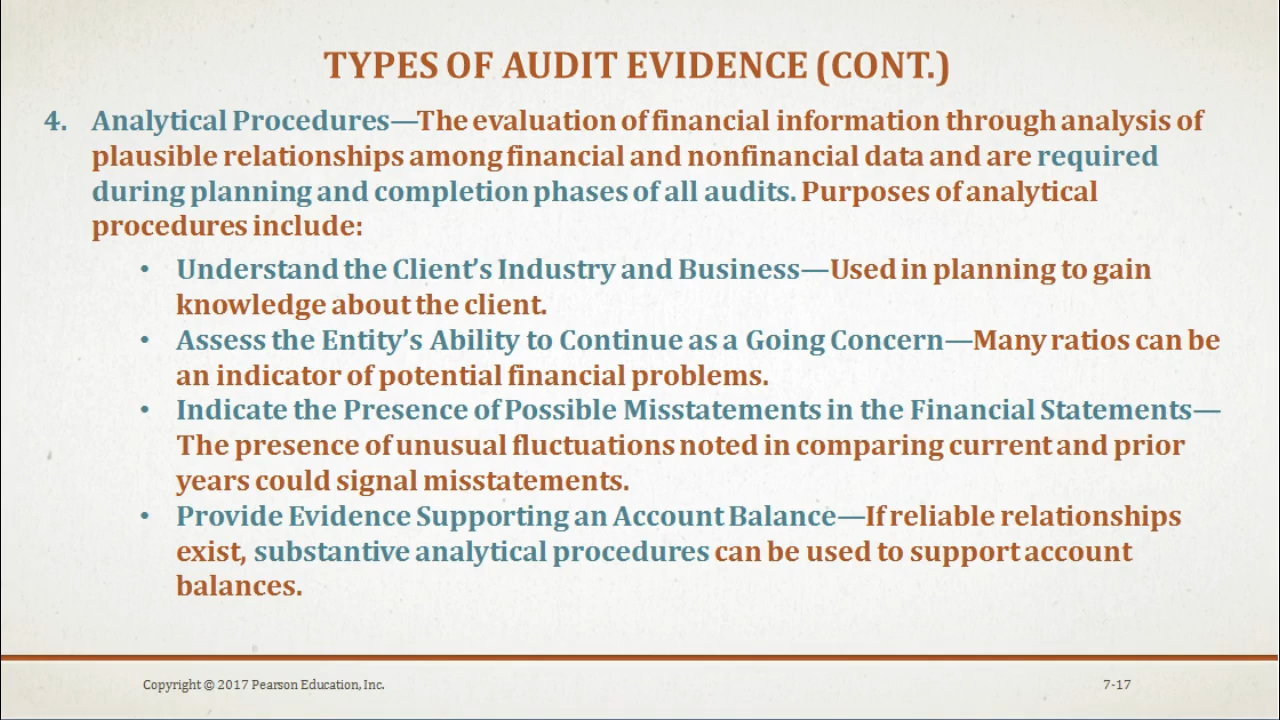 TYPES OF AUDIT EVIDENCE (CONT.)
4. Analytical Procedures—The evaluation of financial information through analysis of
plausible relationships among financial and nonfinancial data and are required
during planning and completion phases of all audits. Purposes of analytical
procedures include:
• Understand the Client’s Industry and Business—Used in planning to gain
knowledge about the client.
• Assess the Entity’s Ability to Continue as a Going Concern—Many ratios can be
an indicator of potential financial problems.
• Indicate the Presence of Possible Misstatements in the Financial Statements—
The presence of unusual fluctuations noted in comparing current and prior
years could signal misstatements.
• Provide Evidence Supporting an Account Balance—If reliable relationships
exist, substantive analytical procedures can be used to support account
balances.
Copyright © 2017 Pearson Education, Inc.
7-17